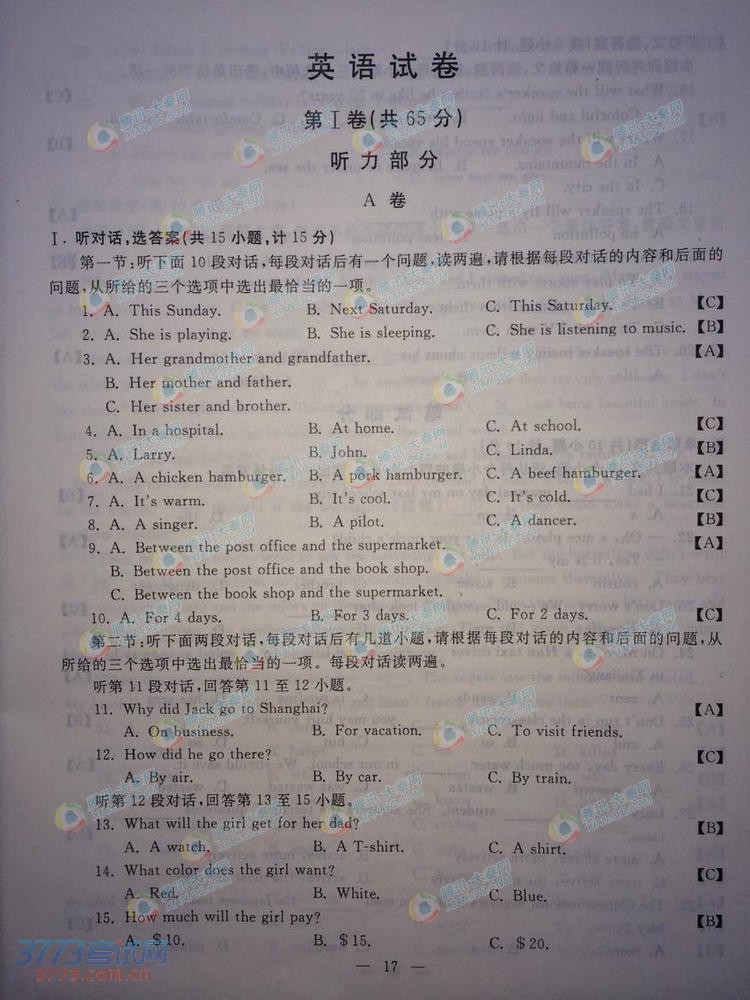 英语试卷
第Ⅰ卷(共65分)
听力部分
A 卷
Ⅰ. 听对话,选答案(共15小题,计15分)
第一节:听下面10段对话,每段对话后有一个问题,读两遍,请根据每段对话的内容和后面的
问题,从所给的三个选项中选出最恰当的一项。
1. A. This Sunday. B. Next Saturday. C. This Saturday. 【C】
2. A. She is playing. B. She is sleeping. C. She is listening to music. 【B】
3. A. Her grandmother and grandfather. 【A】
B. Her mother and father.
C. Her sister and brother.
4. A. In a hospital. B. At home. C. At school. 【C】
5. A. Larry. B. John. C. Linda. 【B】
6. A. A chicken hamburger. B. A pork hamburger. C. A beef hamburger. 【A】
7. A. It's warm. B. It's cool. C. It's cold. 【C】
8. A. A singer. B. A pilot. C. A dancer. 【B】
9. A. Between the post office and the supermarket. 【A】
B. Between the post office and the book shop.
C. Between the book shop and the supermarket.
10. A. For 4 days. B. For 3 days. C. For 2 days. 【C】
第二节:听下面两段对话,每段对话后有几道小题,请根据每段对话的内容和后面的问题,从
所给的三个选项中选出最恰当的一项。每段对话读两遍。
听第11段对话,回答第11至12小题。
11. Why did Jack go to Shanghai? 【A】
A. On business. B. For vacation. C. To visit friends.
12. How did he go there? 【C】
A. By air. B. By car. C. By train.
听第12段对话,回答第13至15小题。
13. What will the girl get for her dad? 【B】
A. A watch. B. A T-shirt. C. A shirt.
14. What color does the girl want? 【C】
A. Red. B. White. C. Blue.
15. How much will the girl pay? 【B】
A. $10. B. $15. C. $20.
— 17 —
3773考试网
3773.com.cn
腾讯·大秦网